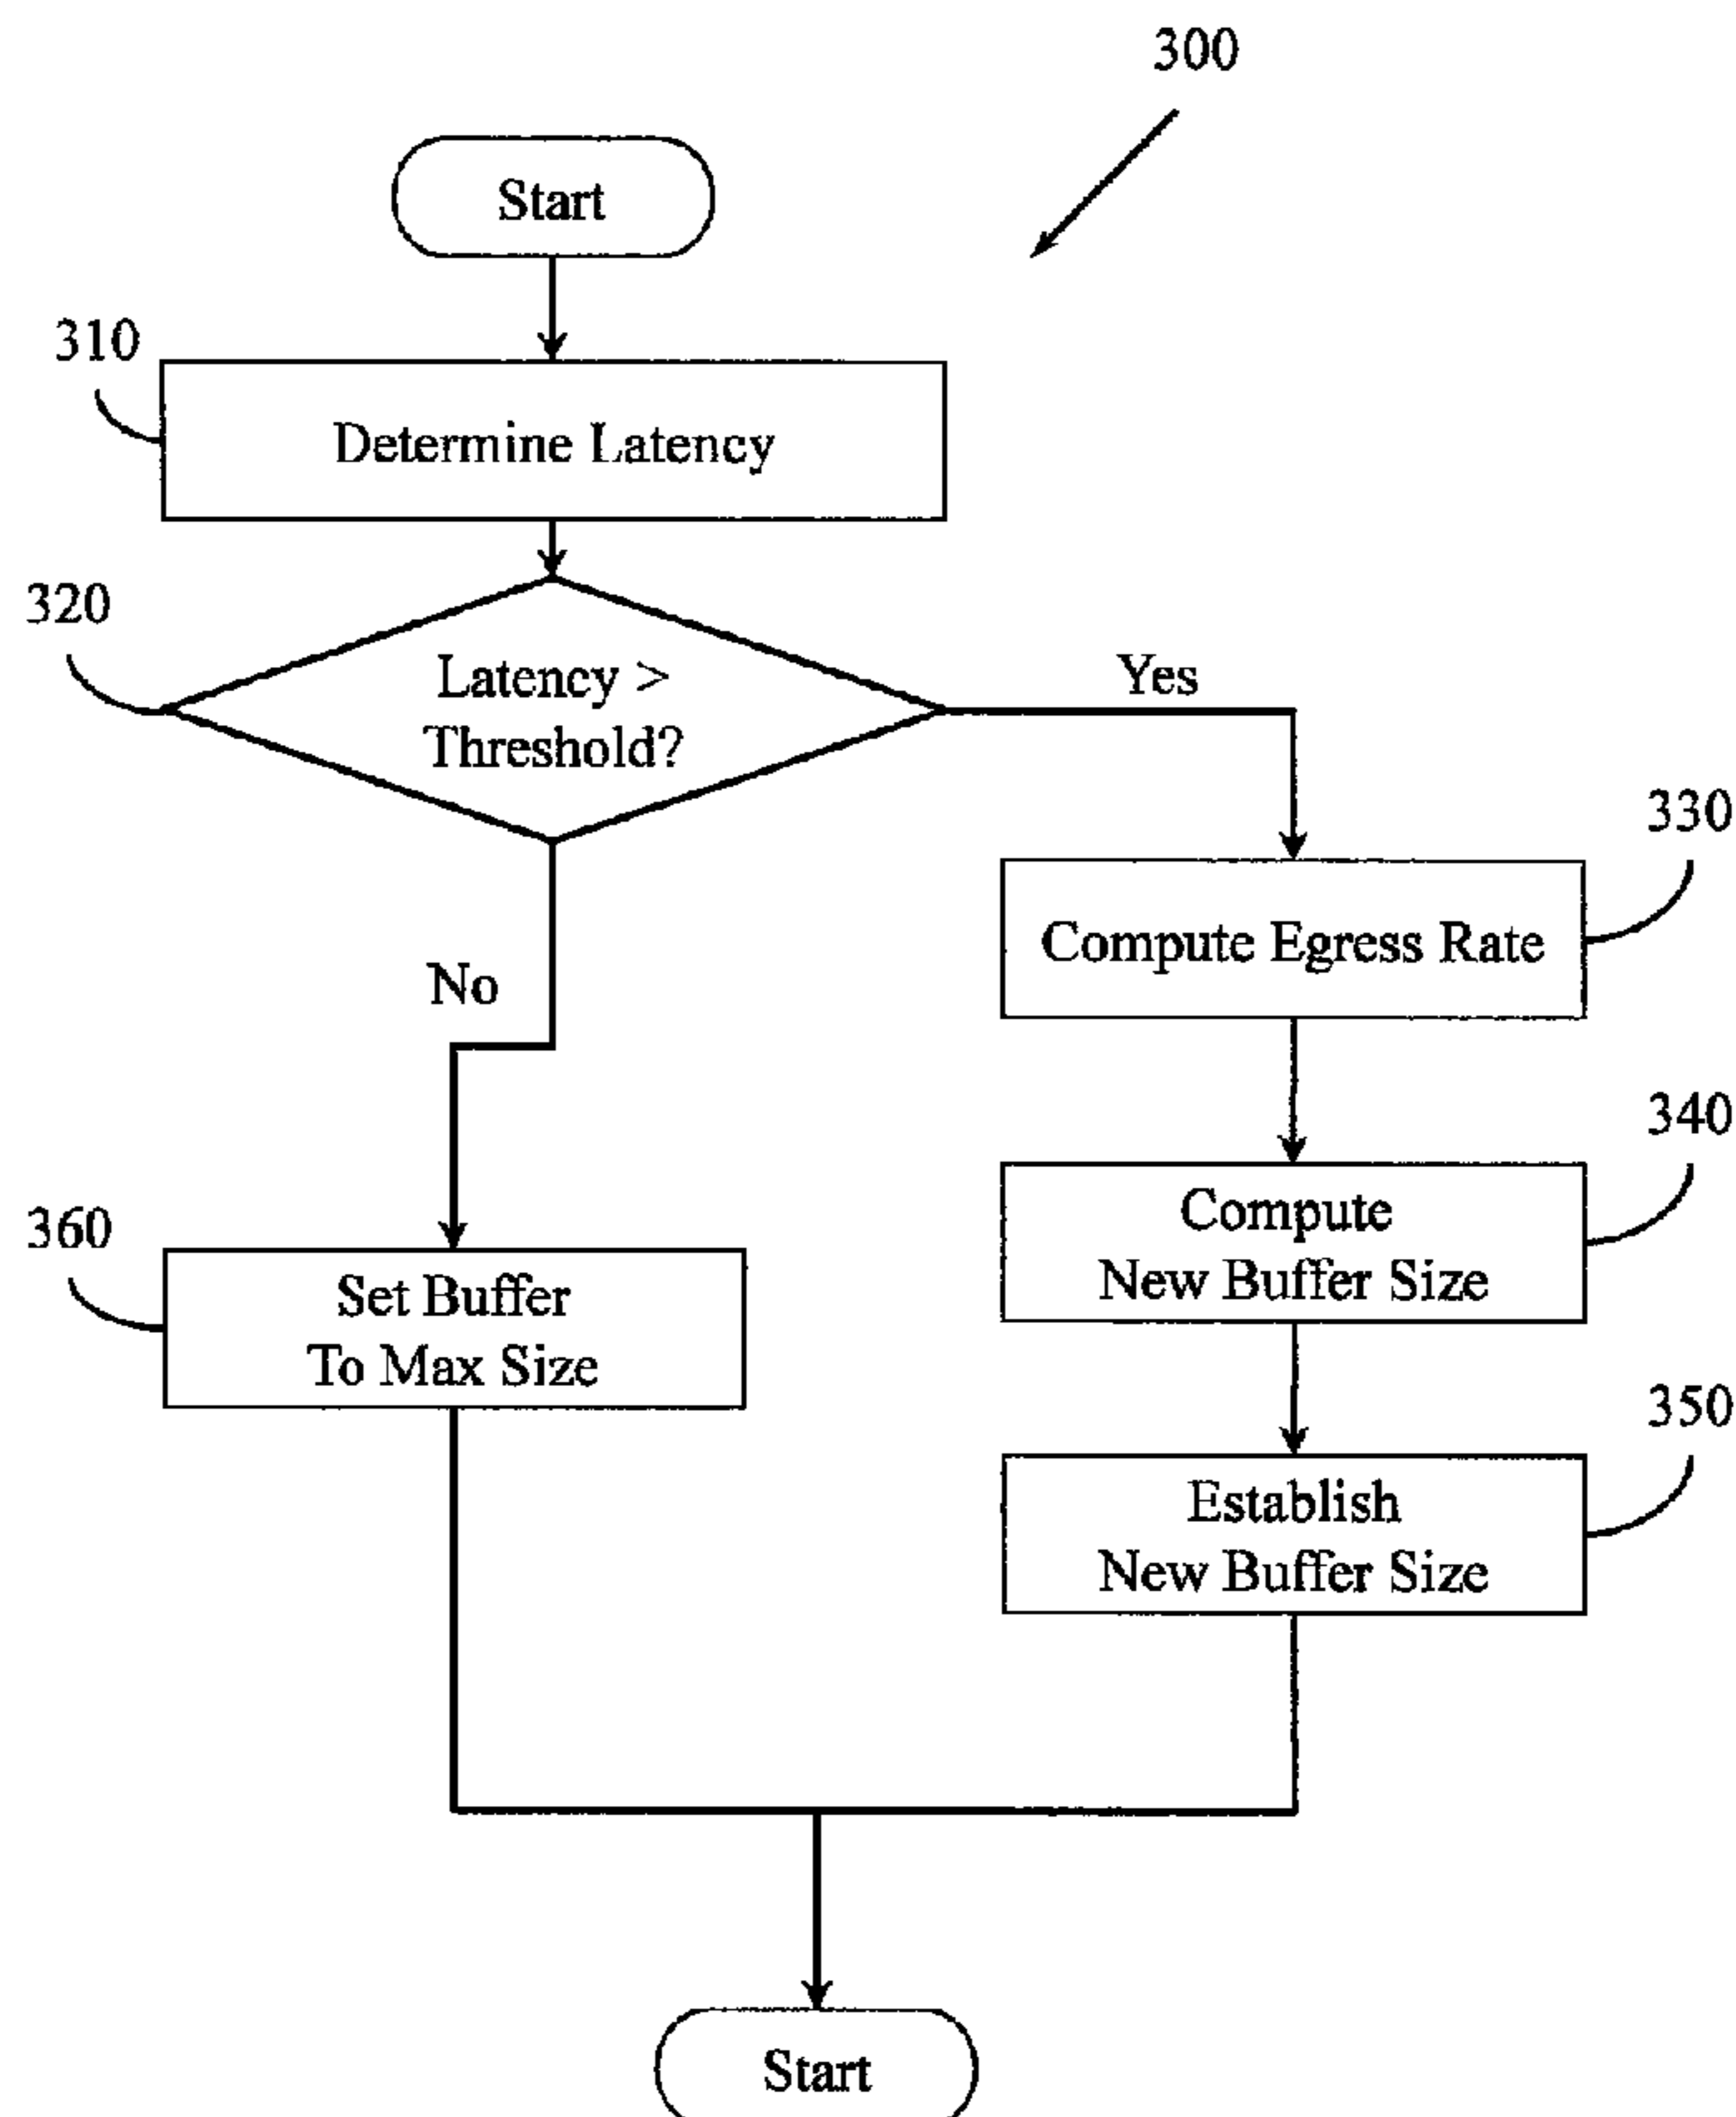 300
Start
310
Determine Latency
320
Latency >
Threshold?
Yes
330
Compute Egress Rate
No
340
Compute
New Buffer Size
360
Set Buffer
To Max Size
350
Establish
New Buffer Size
Start